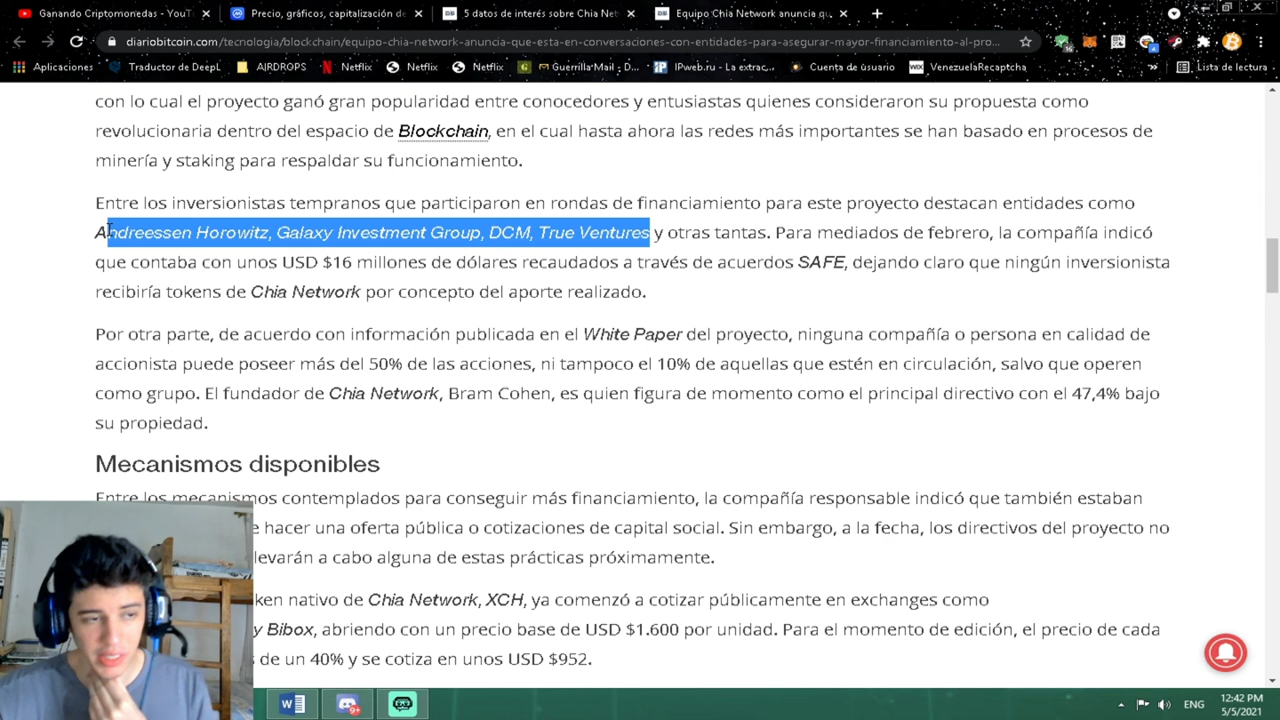 Ganando Criptomonedas - YouT
Precio, gráficos, capitalización de
5 datos de interés sobre Chia Net
Equipo Chia Network anuncia qu
diariobitcoin.com/tecnologia/blockchain/equipo-chia-network-anuncia-que-esta-en-conversaciones-con-entidades-para-asegurar-mayor-financiamiento-al-pro...
Aplicaciones
Traductor de DeepL
AIRDROPS
Netflix
Netflix
Netflix
Guerrilla Mail - D...
IPweb.ru - La extrac...
Cuenta de usuario
WIX
VenezuelaRecaptcha
»
Lista de lectura
con lo cual el proyecto ganó gran popularidad entre conocedores y entusiastas quienes consideraron su propuesta como
revolucionaria dentro del espacio de Blockchain, en el cual hasta ahora las redes más importantes se han basado en procesos de
minería y staking para respaldar su funcionamiento.
Entre los inversionistas tempranos que participaron en rondas de financiamiento para este proyecto destacan entidades como
Andreessen Horowitz, Galaxy Investment Group, DCM, True Ventures y otras tantas. Para mediados de febrero, la compañía indicó
que contaba con unos USD $16 millones de dólares recaudados a través de acuerdos SAFE, dejando claro que ningún inversionista
recibiría tokens de Chia Network por concepto del aporte realizado.
Por otra parte, de acuerdo con información publicada en el White Paper del proyecto, ninguna compañía o persona en calidad de
accionista puede poseer más del 50% de las acciones, ni tampoco el 10% de aquellas que estén en circulación, salvo que operen
como grupo. El fundador de Chia Network, Bram Cohen, es quien figura de momento como el principal directivo con el 47,4% bajo
su propiedad.
Mecanismos disponibles
Entre los mecanismos contemplados para conseguir más financiamiento, la compañía responsable indicó que también estaban
hacer una oferta pública o cotizaciones de capital social. Sin embargo, a la fecha, los directivos del proyecto no
llevarán a cabo alguna de estas prácticas próximamente.
ken nativo de Chia Network, XCH, ya comenzó a cotizar públicamente en exchanges como
y Bibox, abriendo con un precio base de USD $1.600 por unidad. Para el momento de edición, el precio de cada
de un 40% y se cotiza en unos USD $952.
ENG
12:42 PM
5/5/2021